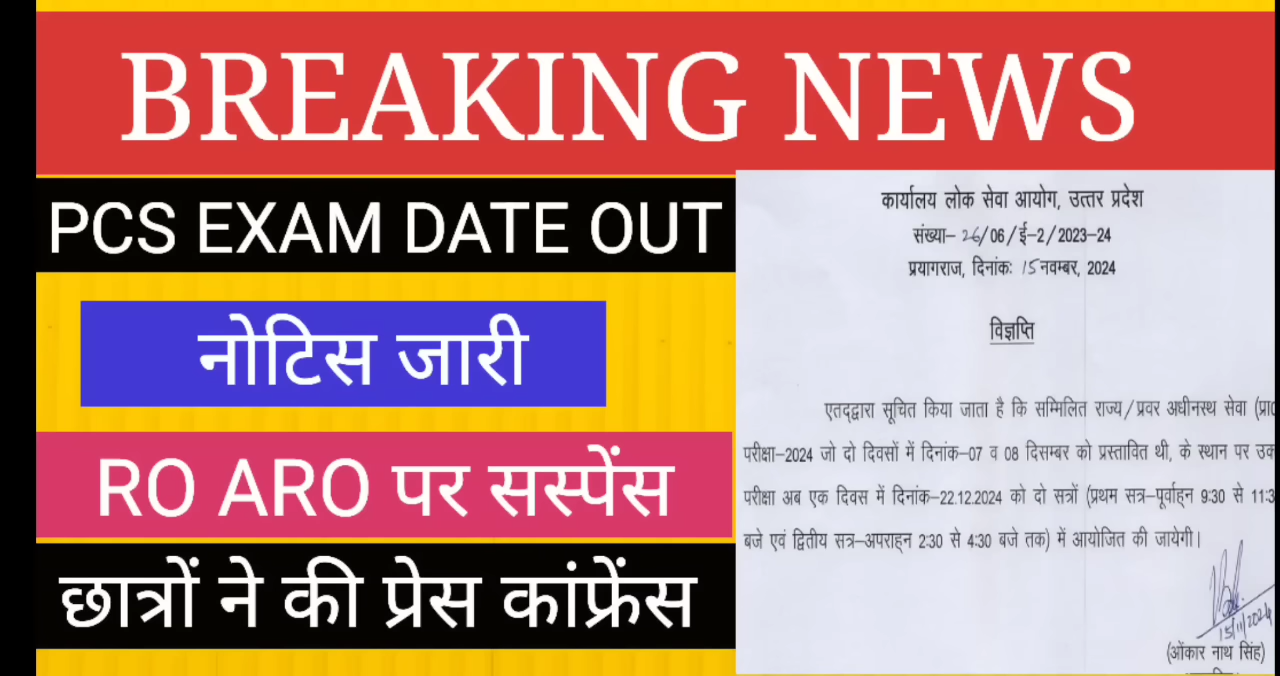 BREAKING NEWS
PCS EXAM DATE OUT
नोटिस जारी
RO ARO पर सस्पेंस
छात्रों ने की प्रेस कांफ्रेंस
कार्यालय लोक सेवा आयोग, उत्तर प्रदेश
संख्या– 26/06/ई-2/2023-24
प्रयागराज, दिनांकः 15 नवम्बर, 2024
विज्ञप्ति
एतद्द्वारा सूचित किया जाता है कि सम्मिलित राज्य/प्रवर अधीनस्थ सेवा
परीक्षा-2024 जो दो दिवसों में दिनांक-07 व 08 दिसम्बर को प्रस्तावित थी, के स्थान पर
परीक्षा अब एक दिवस में दिनांक-22.12.2024 को दो सत्रों (प्रथम सत्र-पूर्वाह्न 9:30 से
बजे एवं द्वितीय सत्र-अपराह्न 2:30 से 4:30 बजे तक) में आयोजित की जायेगी।
15/11/2024
(ओंकार नाथ सिंह)